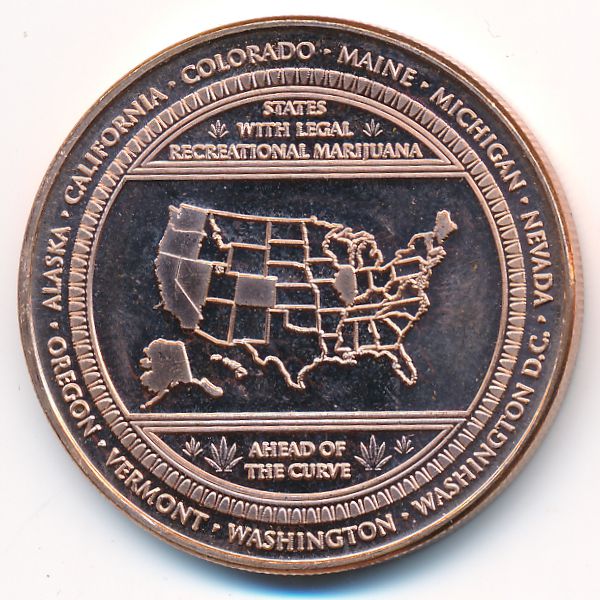 ALASKA • CALIFORNIA • COLORADO • MAINE • MICHIGAN • NEVADA •
STATES
WITH LEGAL
RECREATIONAL MARIJUANA
AHEAD OF
THE CURVE
OREGON • VERMONT • WASHINGTON • WASHINGTON D.C.